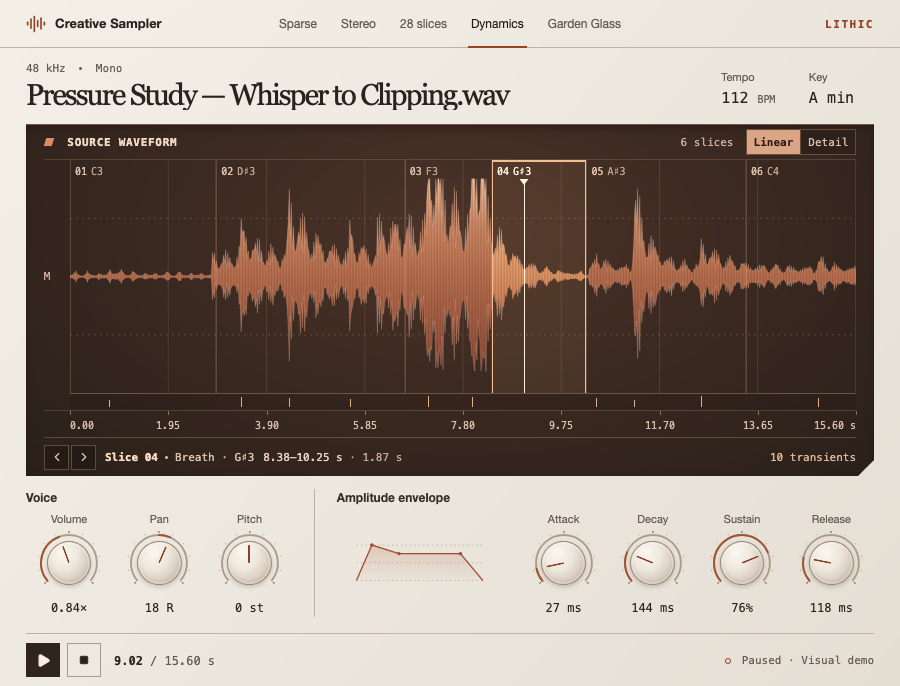 Creative Sampler Sparse Stereo 28 slices Dynamics Garden Glass LITHIC
48 kHz • Mono
Pressure Study — Whisper to Clipping.wav
Tempo Key
112 BPM A min
SOURCE WAVEFORM 6 slices Linear Detail
01 C3 02 D♯3 03 F3 04 G♯3 05 A♯3 06 C4
M
0.00 1.95 3.90 5.85 7.80 9.75 11.70 13.65 15.60 s
Slice 04 • Breath · G♯3 8.38–10.25 s · 1.87 s 10 transients
Voice Amplitude envelope
Volume Pan Pitch Attack Decay Sustain Release
0.84× 18 R 0 st 27 ms 144 ms 76% 118 ms
9.02 / 15.60 s Paused · Visual demo